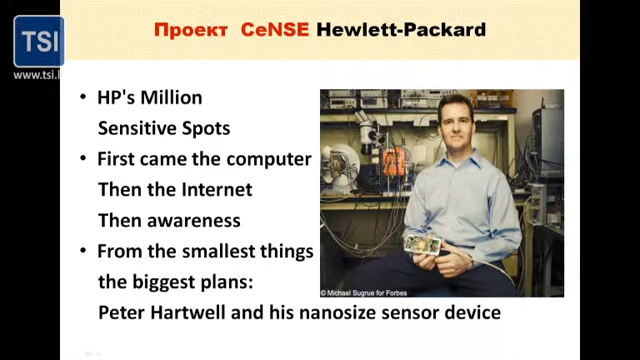 Проект CeNSE Hewlett-Packard
TSI
www.tsi.l
• HP's Million
Sensitive Spots
• First came the computer
Then the Internet
Then awareness
• From the smallest things
the biggest plans:
Peter Hartwell and his nanosize sensor device
© Michael Sugrue for Forbes